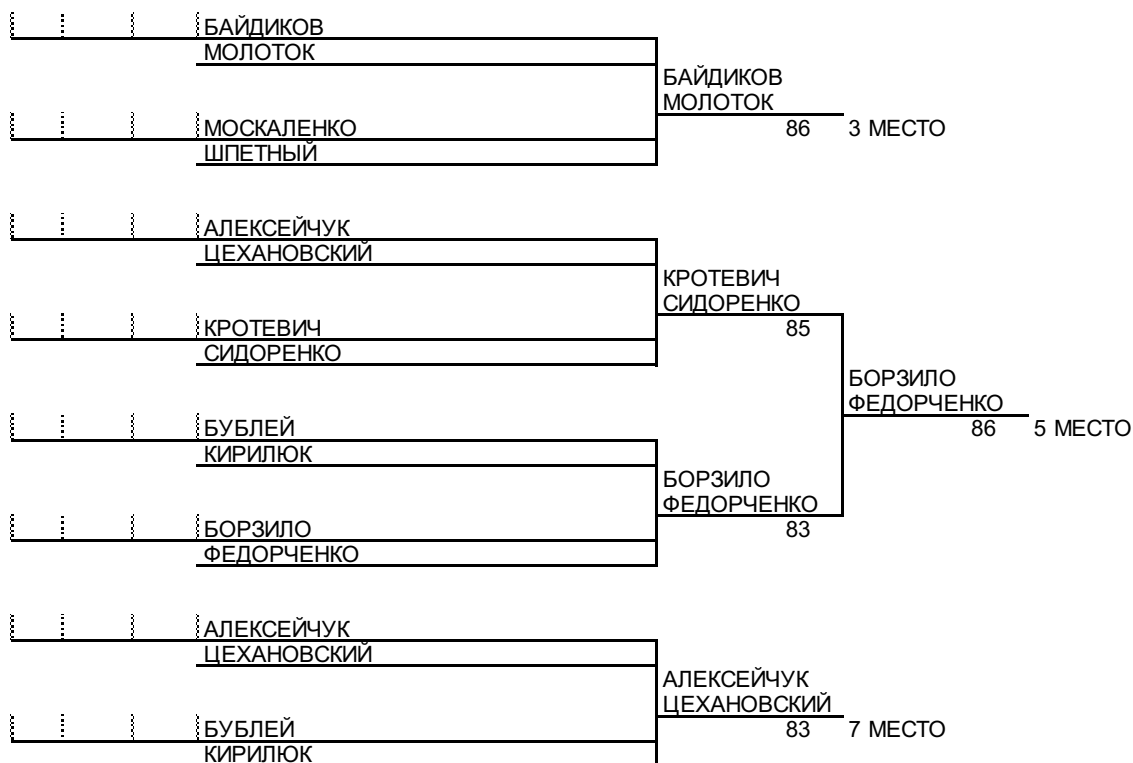 БАЙДИКОВ
МОЛОТОК
БАЙДИКОВ
МОЛОТОК
МОСКАЛЕНКО
86 3 МЕСТО
ШПЕТНЫЙ
АЛЕКСЕЙЧУК
ЦЕХАНОВСКИЙ
КРОТЕВИЧ
СИДОРЕНКО
КРОТЕВИЧ
85
СИДОРЕНКО
БОРЗИЛО
ФЕДОРЧЕНКО
БУБЛЕЙ
86 5 МЕСТО
КИРИЛЮК
БОРЗИЛО
ФЕДОРЧЕНКО
БОРЗИЛО
83
ФЕДОРЧЕНКО
АЛЕКСЕЙЧУК
ЦЕХАНОВСКИЙ
АЛЕКСЕЙЧУК
ЦЕХАНОВСКИЙ
БУБЛЕЙ
83 7 МЕСТО
КИРИЛЮК